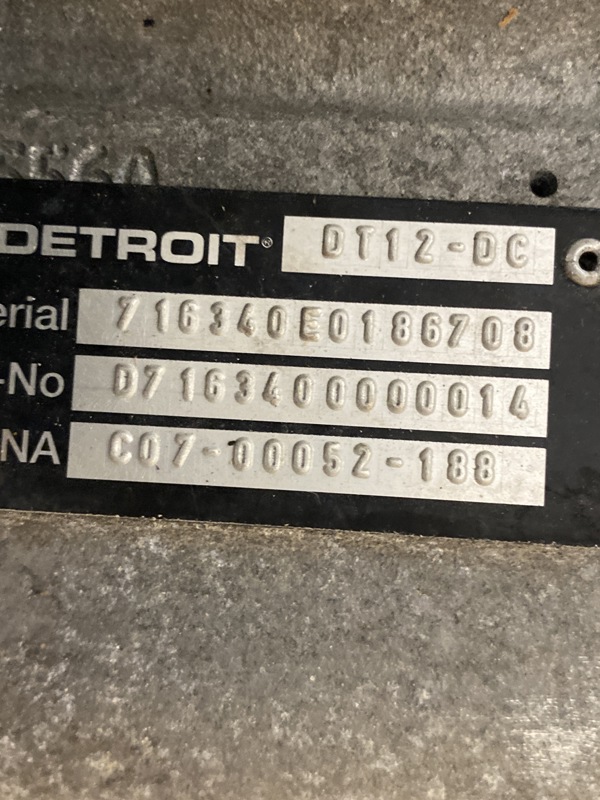 DETROIT® DT12-DC
erial 716340E0186708
-No D7163400000014
NA C07-00052-188